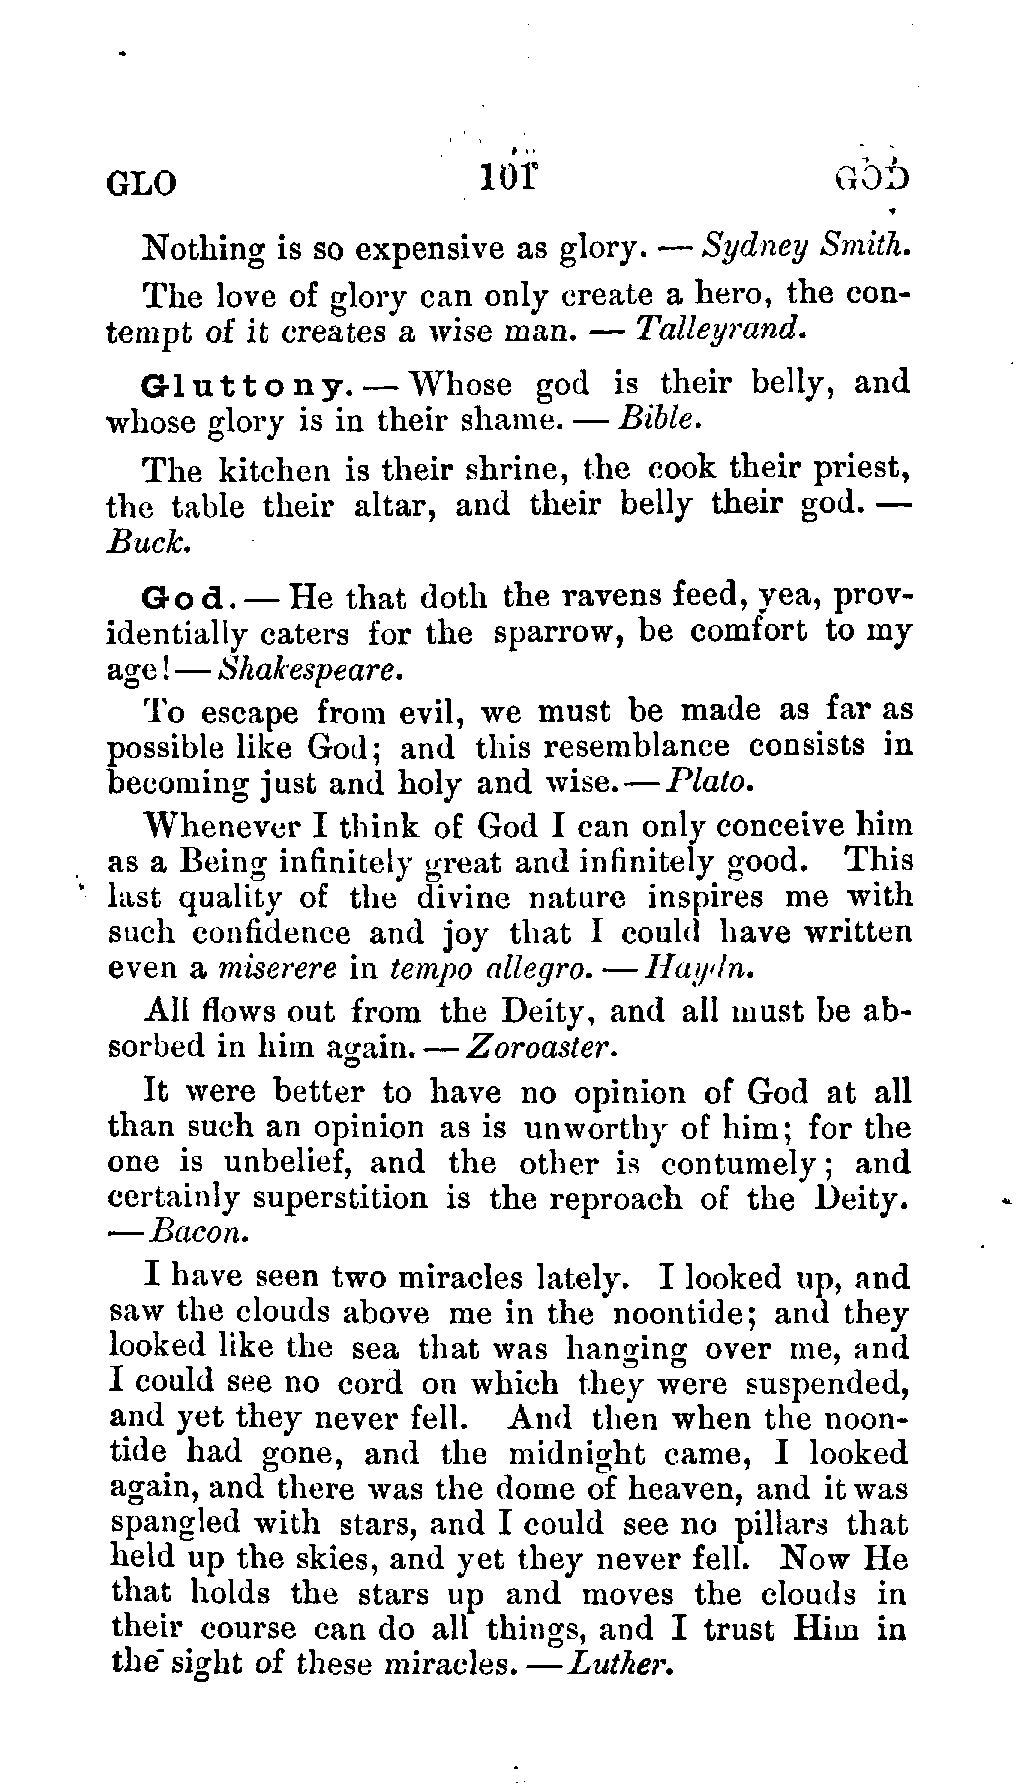 GLO 101 GOD
Nothing is so expensive as glory. — Sydney Smith.
The love of glory can only create a hero, the con-
tempt of it creates a wise man. — Talleyrand.
Gluttony. — Whose god is their belly, and
whose glory is in their shame. — Bible.
The kitchen is their shrine, the cook their priest,
the table their altar, and their belly their god. —
Buck.
God. — He that doth the ravens feed, yea, prov-
identially caters for the sparrow, be comfort to my
age! — Shakespeare.
To escape from evil, we must be made as far as
possible like God; and this resemblance consists in
becoming just and holy and wise. — Plato.
Whenever I think of God I can only conceive him
as a Being infinitely great and infinitely good. This
last quality of the divine nature inspires me with
such confidence and joy that I could have written
even a miserere in tempo allegro. — Haydn.
All flows out from the Deity, and all must be ab-
sorbed in him again. — Zoroaster.
It were better to have no opinion of God at all
than such an opinion as is unworthy of him; for the
one is unbelief, and the other is contumely; and
certainly superstition is the reproach of the Deity.
— Bacon.
I have seen two miracles lately. I looked up, and
saw the clouds above me in the noontide; and they
looked like the sea that was hanging over me, and
I could see no cord on which they were suspended,
and yet they never fell. And then when the noon-
tide had gone, and the midnight came, I looked
again, and there was the dome of heaven, and it was
spangled with stars, and I could see no pillars that
held up the skies, and yet they never fell. Now He
that holds the stars up and moves the clouds in
their course can do all things, and I trust Him in
the sight of these miracles. — Luther.